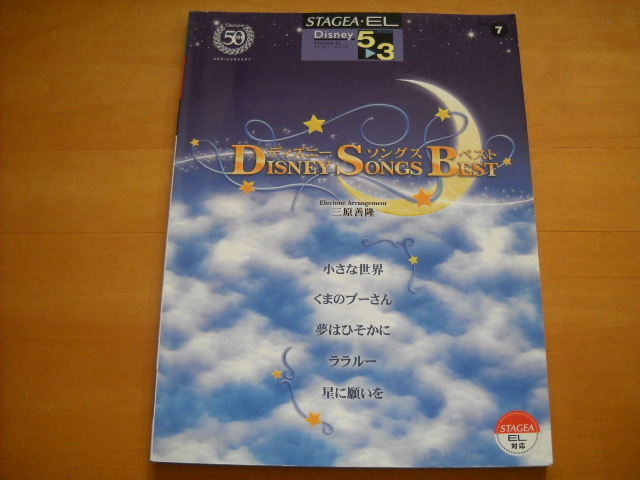 Electone
50th
ANNIVERSARY
STAGEA・EL
Disney
5▶3
7
ディズニー ソングス ベスト
DISNEY SONGS BEST
Electone Arrangement
三原善隆
小さな世界
くまのプーさん
夢はひそかに
ララルー
星に願いを
STAGEA
EL
対応